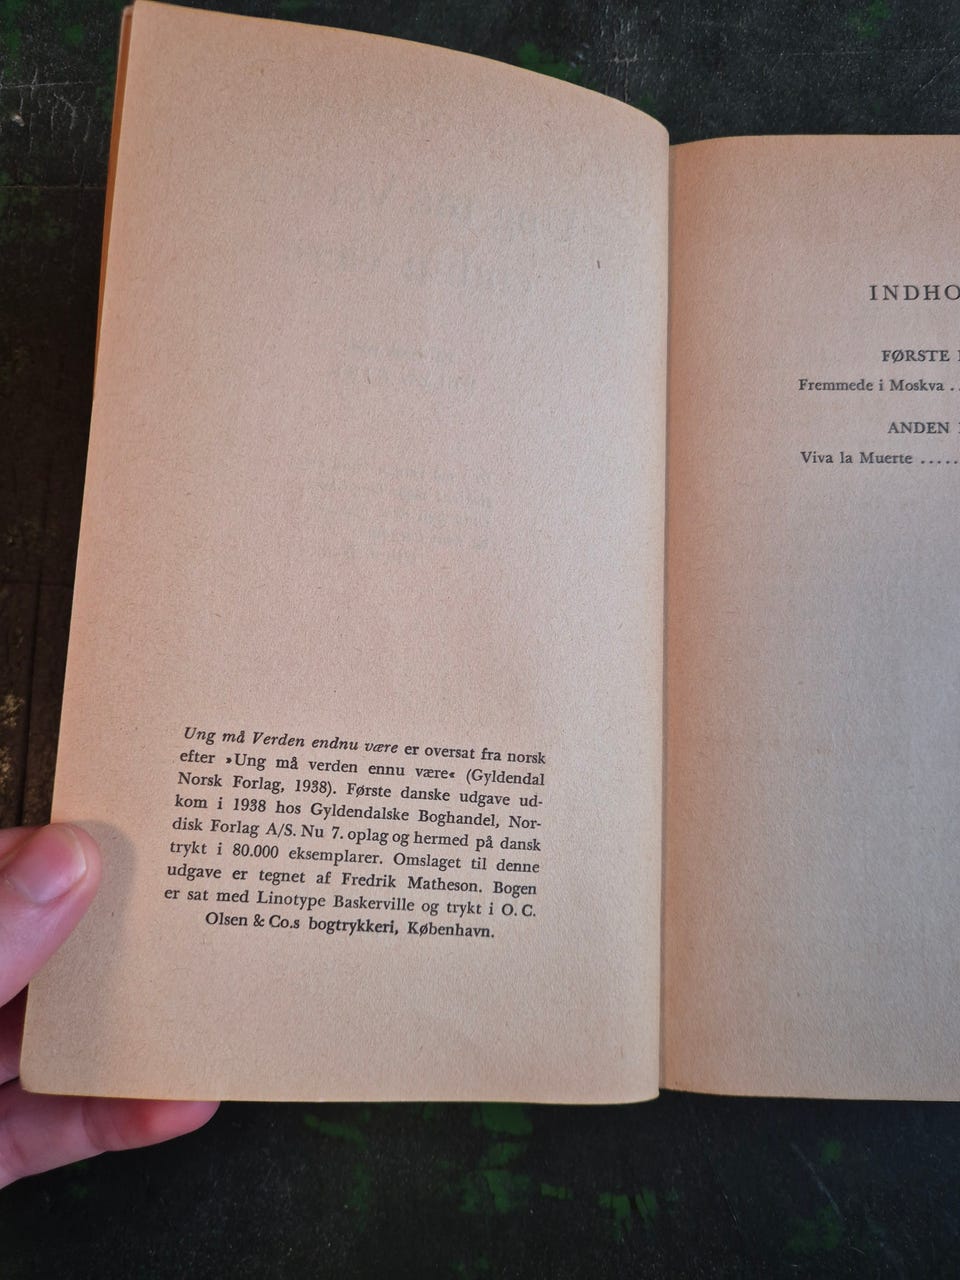 Ung må Verden endnu være er oversat fra norsk
efter »Ung må verden ennu være« (Gyldendal
Norsk Forlag, 1938). Første danske udgave ud-
kom i 1938 hos Gyldendalske Boghandel, Nor-
disk Forlag A/S. Nu 7. oplag og hermed på dansk
trykt i 80.000 eksemplarer. Omslaget til denne
udgave er tegnet af Fredrik Matheson. Bogen
er sat med Linotype Baskerville og trykt i O. C.
Olsen & Co.s bogtrykkeri, København.
INDHO
FØRSTE
Fremmede i Moskva ..
ANDEN
Viva la Muerte .....